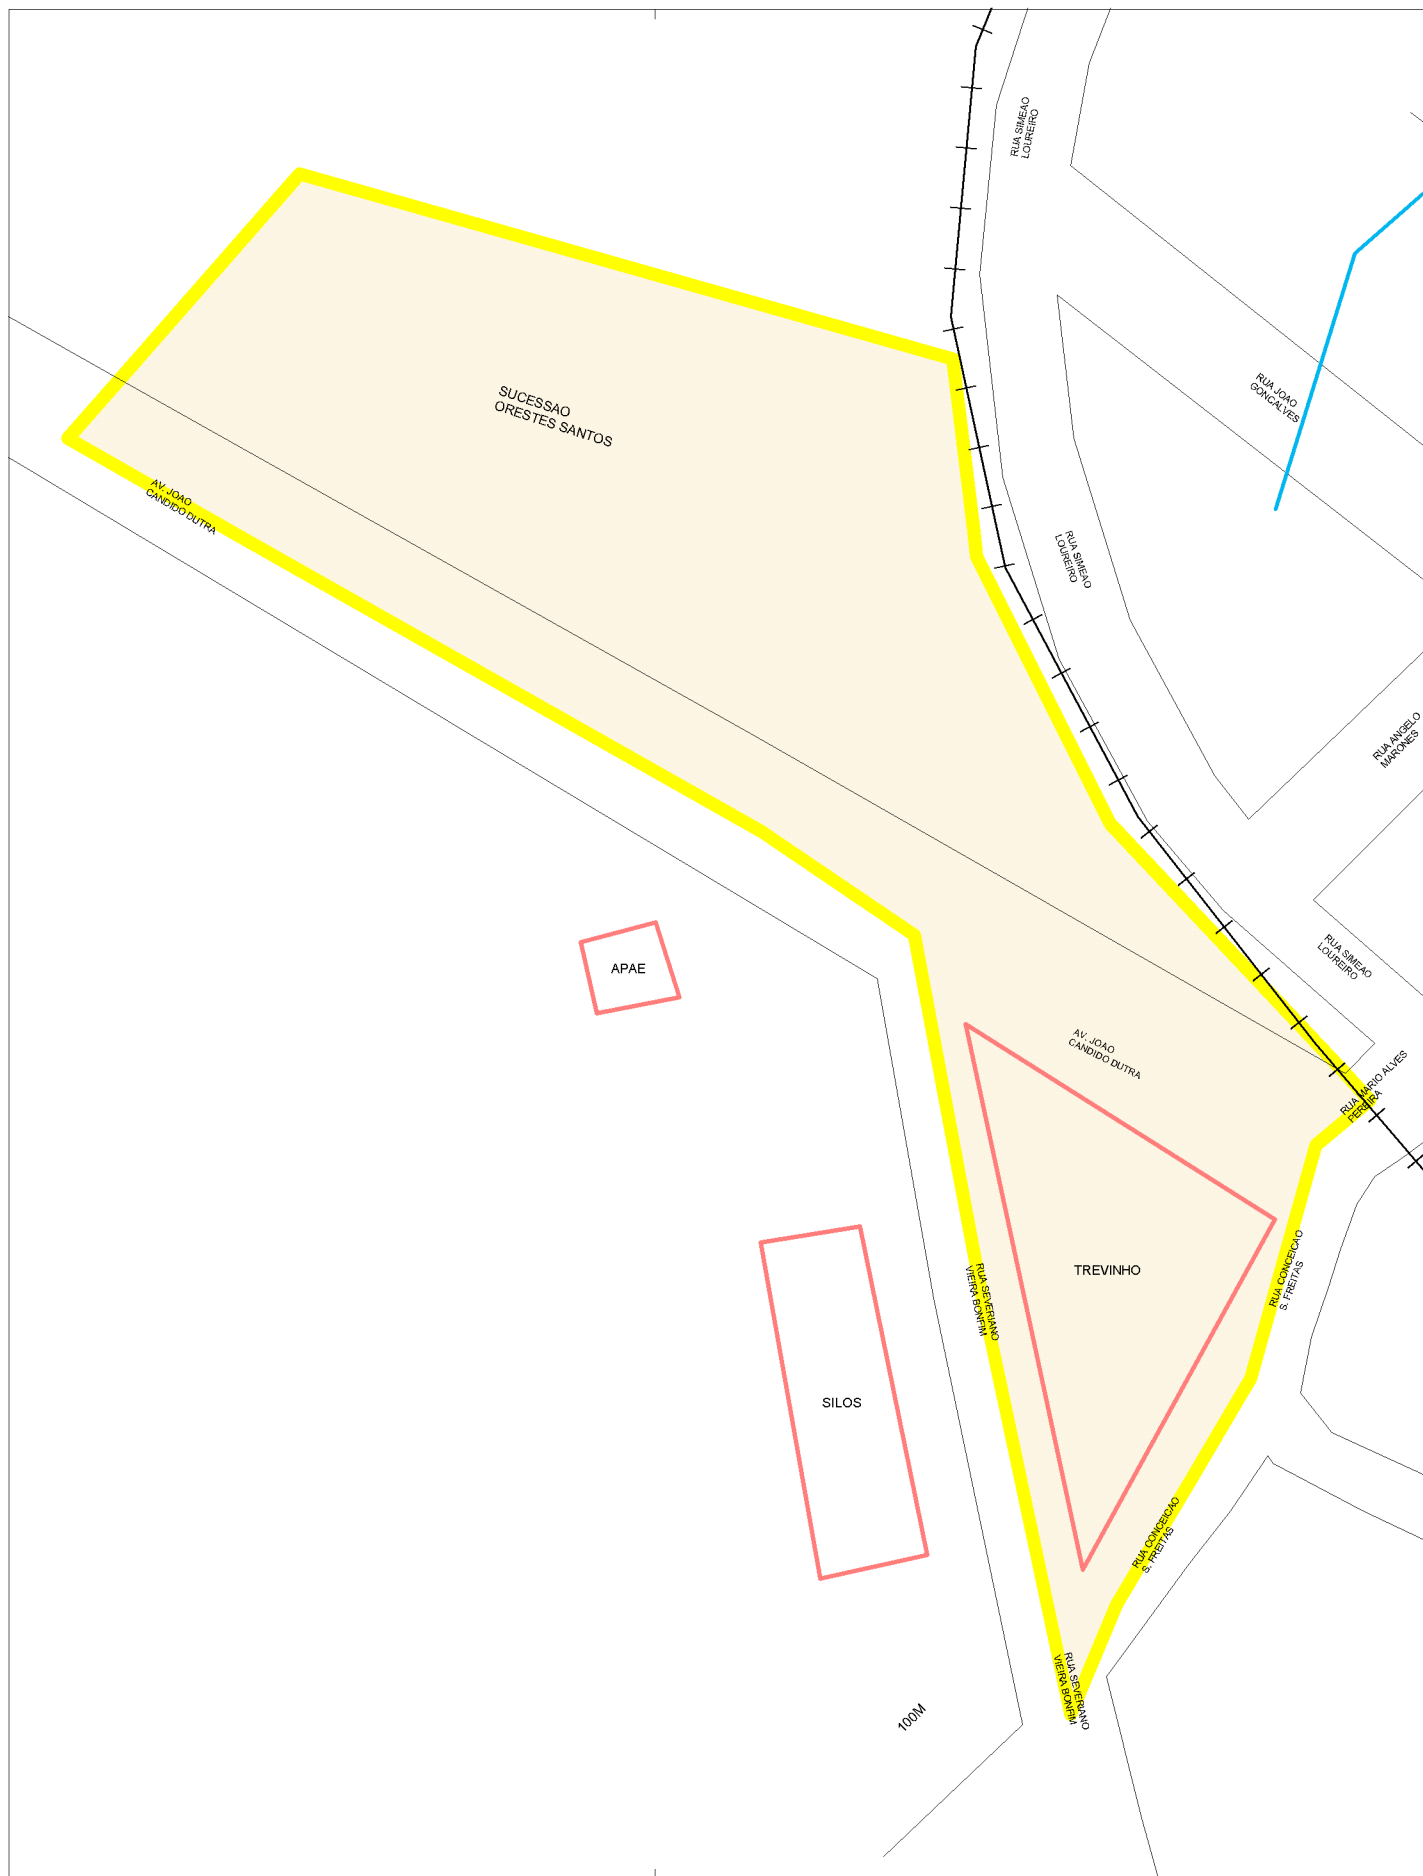 RUA SIMEAO
LOUREIRO
RUA JOAO
GONCALVES
SUCESSAO
ORESTES SANTOS
AV. JOAO
CANDIDO DUTRA
RUA SIMEAO
LOUREIRO
RUA ANGELO
MARONES
RUA SIMEAO
LOUREIRO
APAE
AV. JOAO
CANDIDO DUTRA
RUA MARIO ALVES
PEREIRA
RUA SEVERIANO
VIEIRA BONFIM
TREVINHO
RUA CONCEICAO
S. FREITAS
SILOS
RUA CONCEICAO
S. FREITAS
RUA SEVERIANO
VIEIRA BONFIM
100M